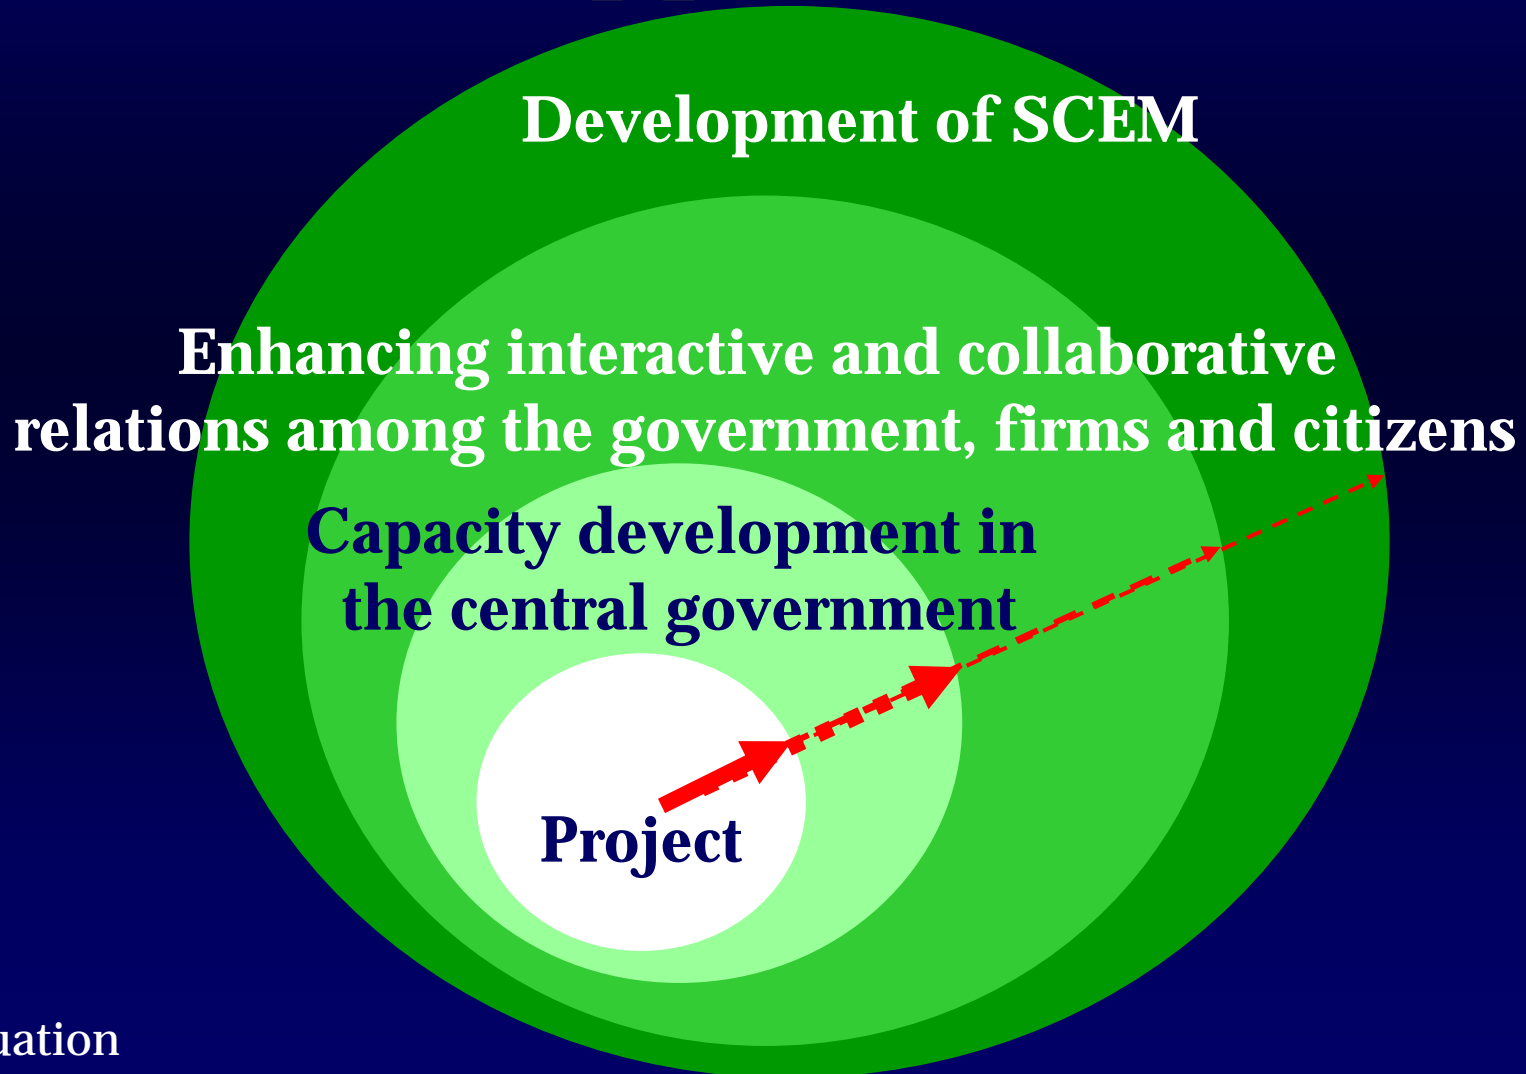 Development of SCEM
Enhancing interactive and collaborative
relations among the government, firms and citizens
Capacity development in
the central government
Project